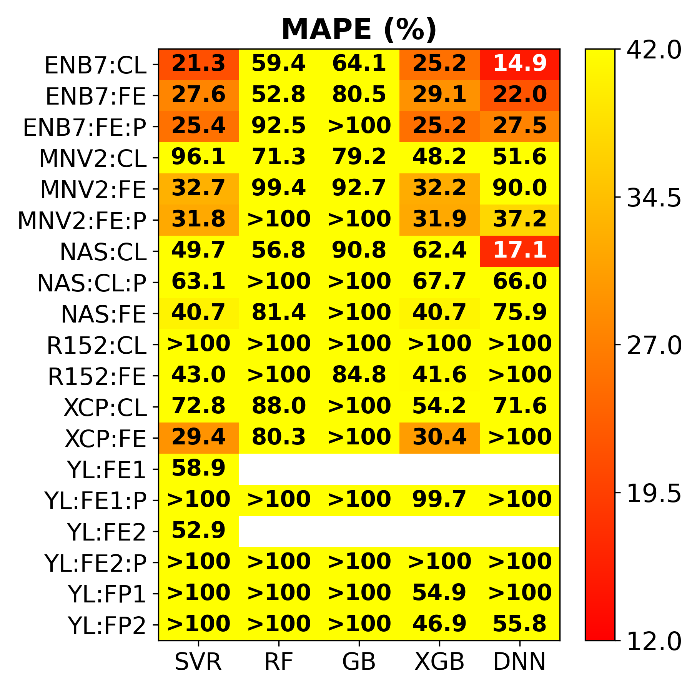 MAPE (%)
ENB7:CL 21.3 59.4 64.1 25.2 14.9
ENB7:FE 27.6 52.8 80.5 29.1 22.0
ENB7:FE:P 25.4 92.5 >100 25.2 27.5
MNV2:CL 96.1 71.3 79.2 48.2 51.6
MNV2:FE 32.7 99.4 92.7 32.2 90.0
MNV2:FE:P 31.8 >100 >100 31.9 37.2
NAS:CL 49.7 56.8 90.8 62.4 17.1
NAS:CL:P 63.1 >100 >100 67.7 66.0
NAS:FE 40.7 81.4 >100 40.7 75.9
R152:CL >100 >100 >100 >100 >100
R152:FE 43.0 >100 84.8 41.6 >100
XCP:CL 72.8 88.0 >100 54.2 71.6
XCP:FE 29.4 80.3 >100 30.4 >100
YL:FE1 58.9
YL:FE1:P >100 >100 >100 99.7 >100
YL:FE2 52.9
YL:FE2:P >100 >100 >100 >100 >100
YL:FP1 >100 >100 >100 54.9 >100
YL:FP2 >100 >100 >100 46.9 55.8
SVR RF GB XGB DNN
42.0
34.5
27.0
19.5
12.0